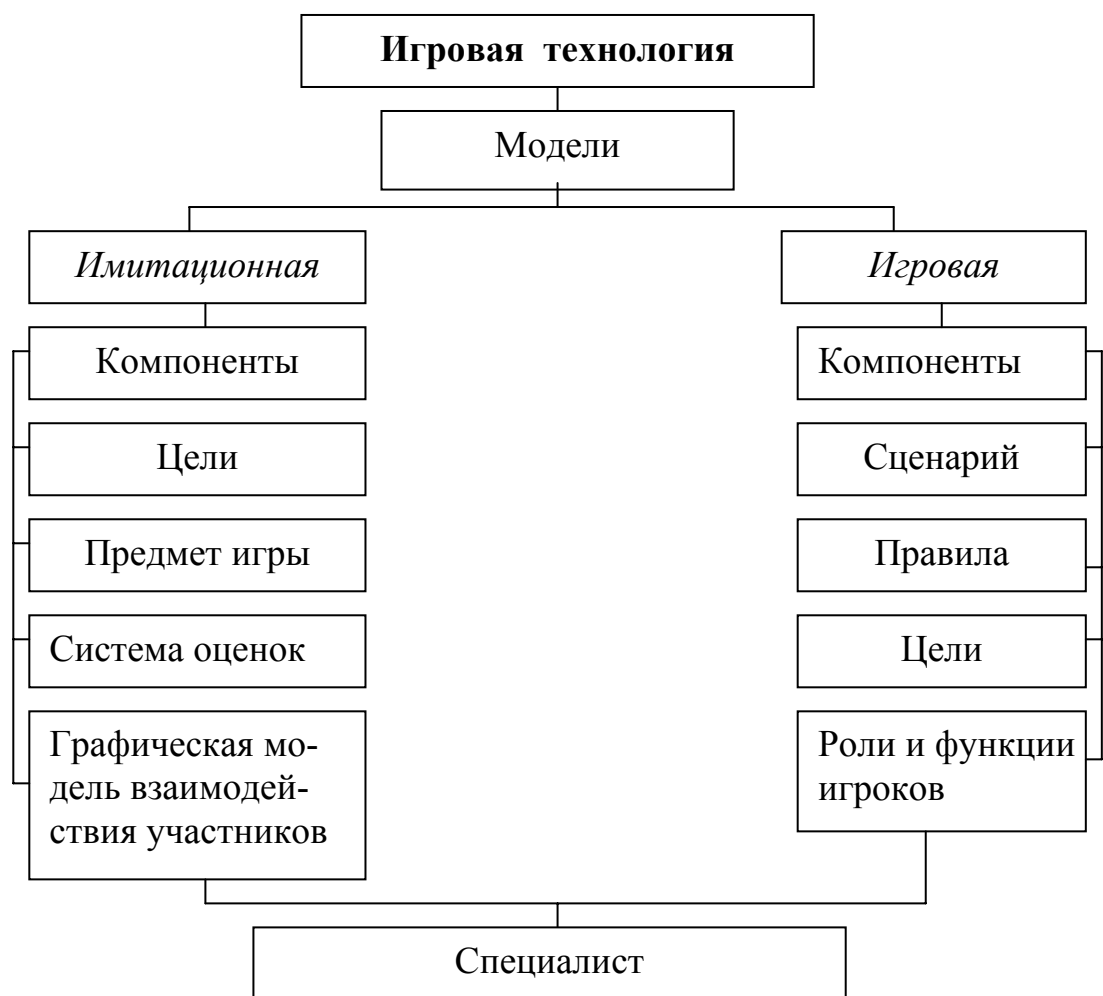 Игровая технология
Модели
Имитационная
Игровая
Компоненты
Компоненты
Цели
Сценарий
Предмет игры
Правила
Система оценок
Цели
Графическая мо-
дель взаимодей-
ствия участников
Роли и функции
игроков
Специалист